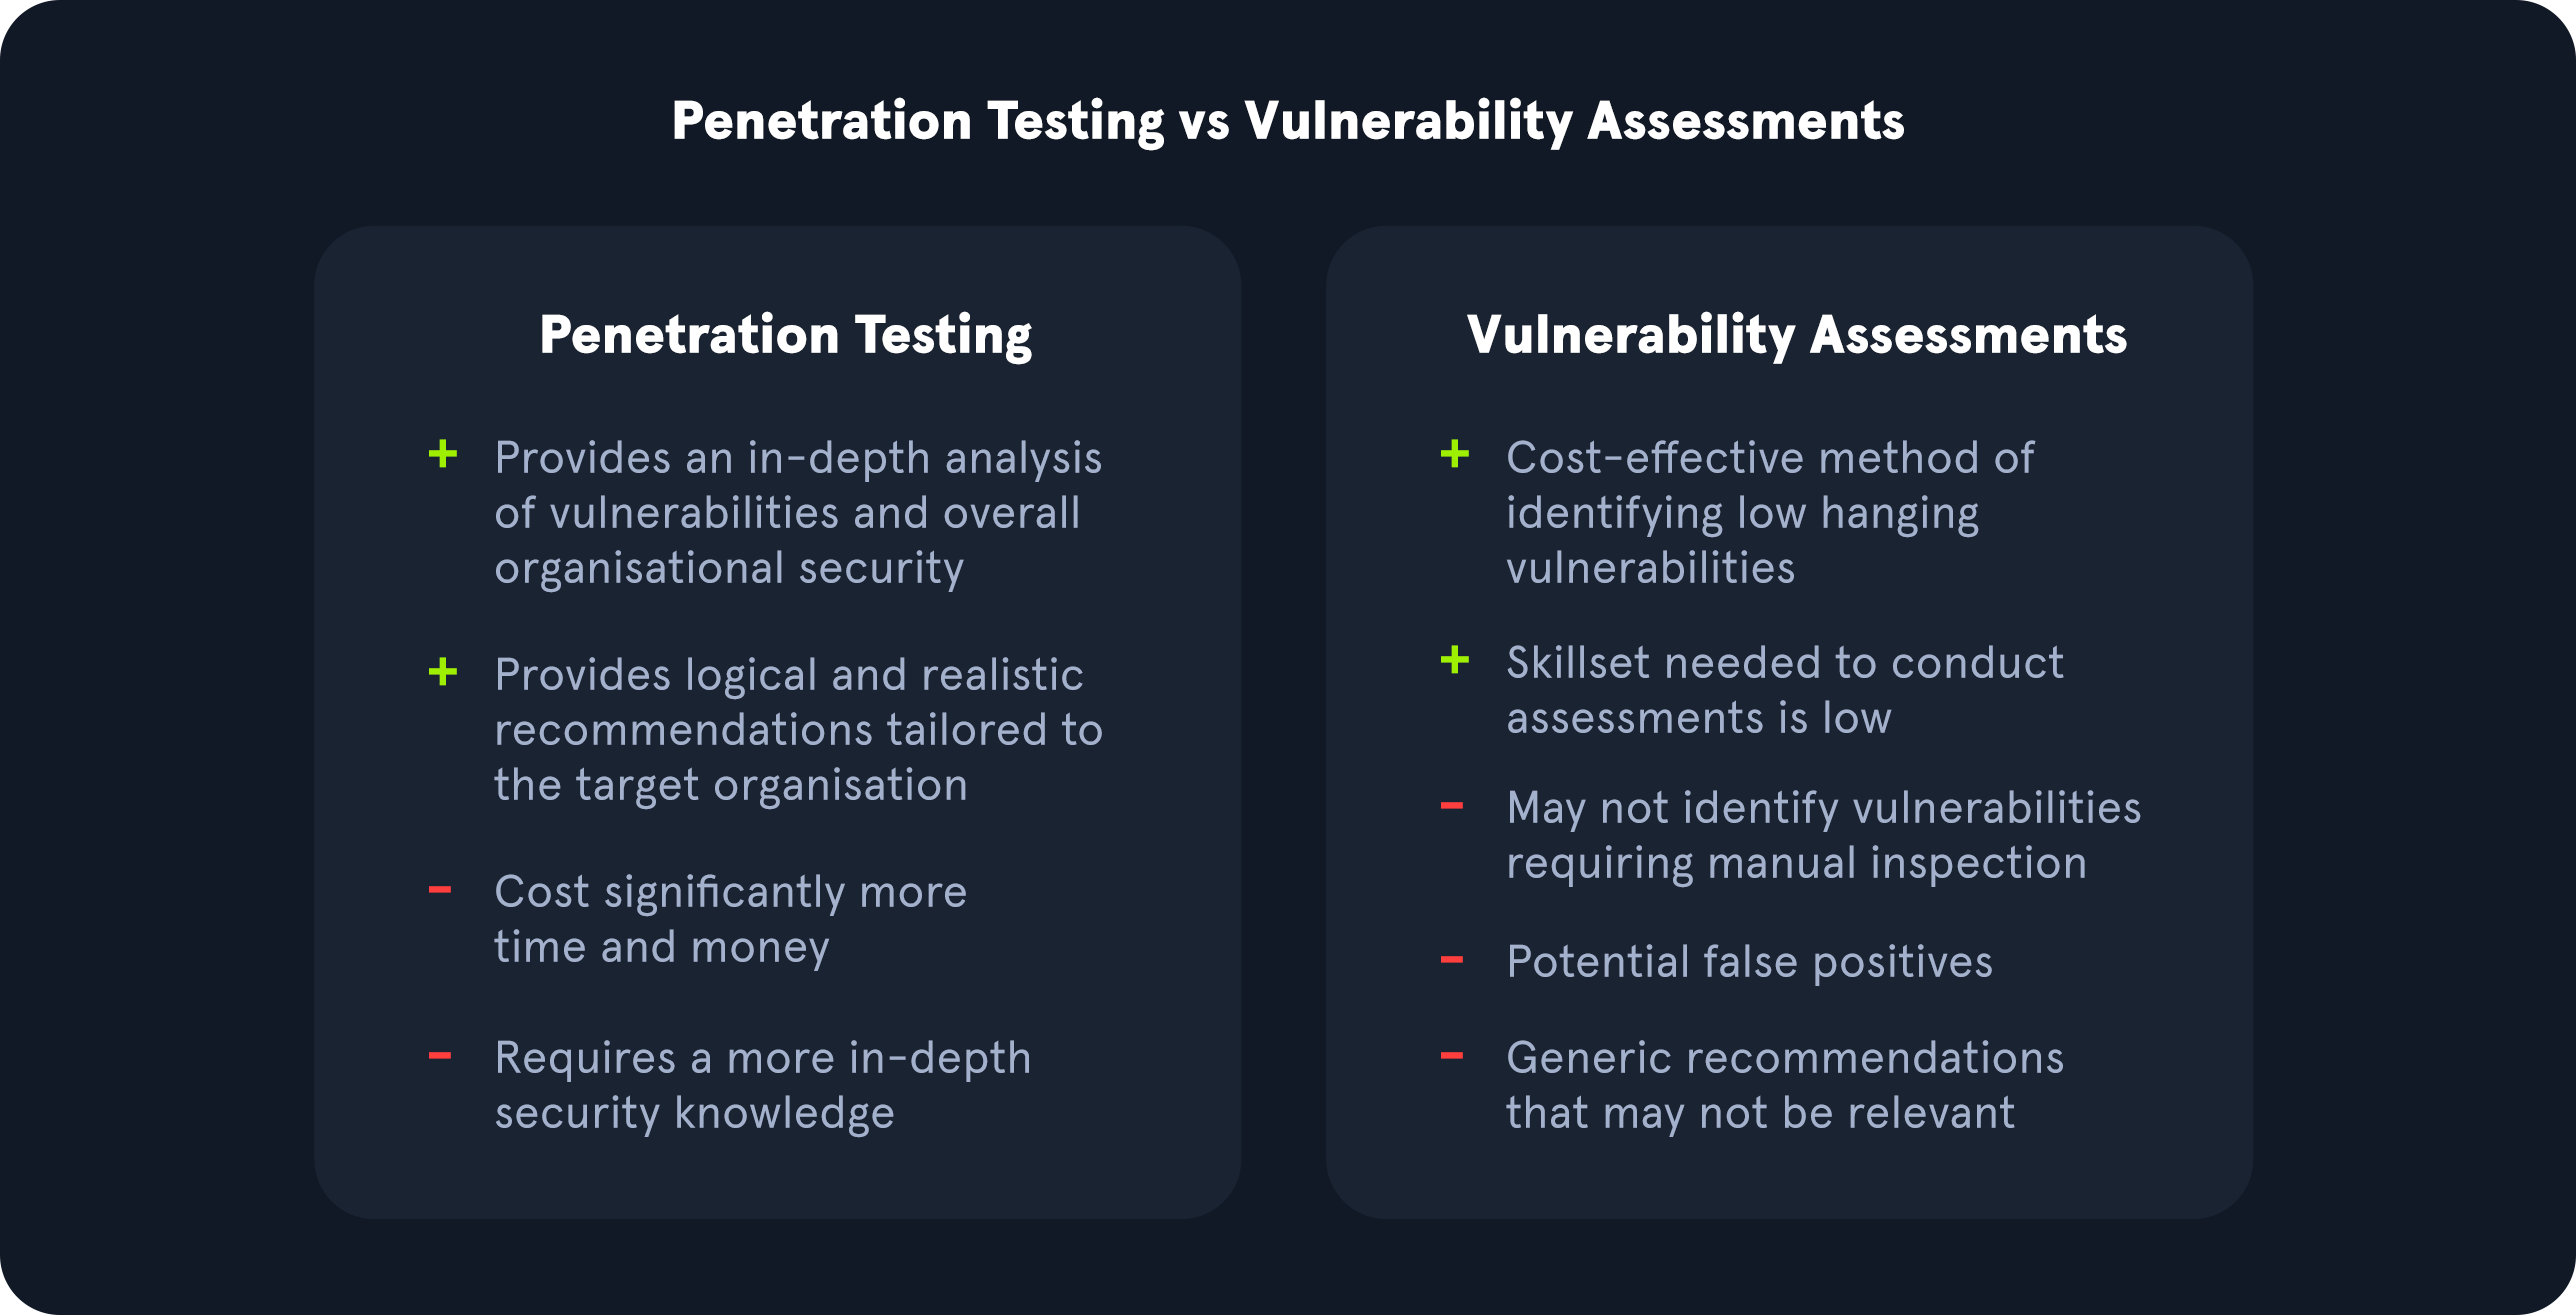 Penetration Testing vs Vulnerability Assessments
Penetration Testing
+ Provides an in-depth analysis
of vulnerabilities and overall
organisational security
+ Provides logical and realistic
recommendations tailored to
the target organisation
- Cost significantly more
time and money
- Requires a more in-depth
security knowledge
Vulnerability Assessments
+ Cost-effective method of
identifying low hanging
vulnerabilities
+ Skillset needed to conduct
assessments is low
- May not identify vulnerabilities
requiring manual inspection
- Potential false positives
- Generic recommendations
that may not be relevant